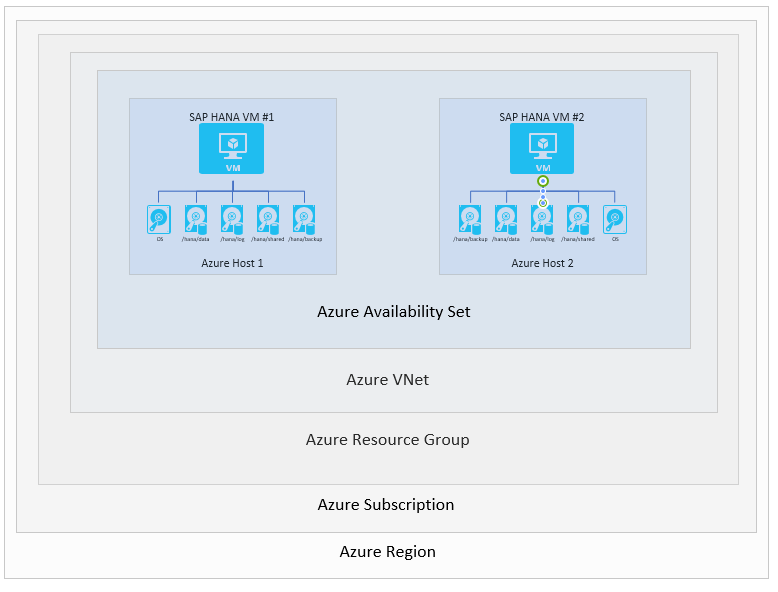 SAP HANA VM #1
VM
OS
/hana/data
/hana/log
/hana/shared
/hana/backup
Azure Host 1
SAP HANA VM #2
VM
/hana/backup
/hana/data
/hana/log
/hana/shared
OS
Azure Host 2
Azure Availability Set
Azure VNet
Azure Resource Group
Azure Subscription
Azure Region